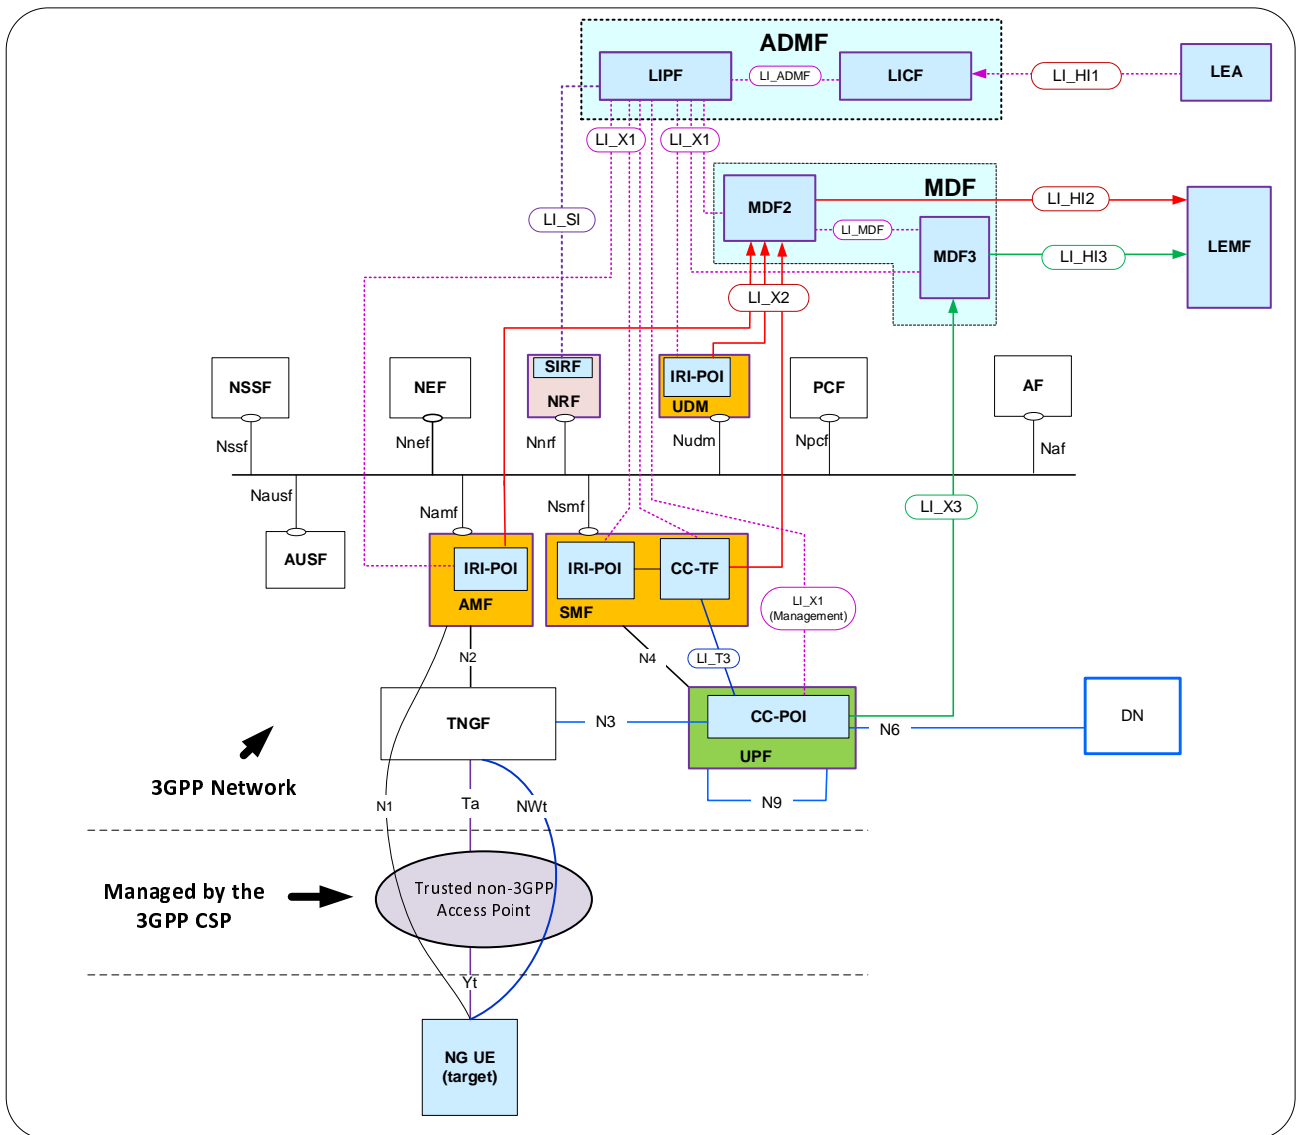 ADMF
LIPF
LI_ADMF
LICF
LI_HI1
LEA
LI_X1
LI_X1
MDF
MDF2
LI_HI2
LI_SI
LI_MDF
LEMF
MDF3
LI_HI3
LI_X2
NSSF
NEF
SIRF
NRF
IRI-POI
UDM
PCF
AF
Nssf
Nnef
Nnrf
Nudm
Npcf
Naf
Nausf
Namf
Nsmf
LI_X3
AUSF
IRI-POI
AMF
IRI-POI
CC-TF
SMF
LI_X1
(Management)
N2
N4
LI_T3
TNGF
N3
CC-POI
UPF
N6
DN
3GPP Network
N1
Ta
NWt
N9
Managed by the
3GPP CSP
Trusted non-3GPP
Access Point
Yt
NG UE
(target)